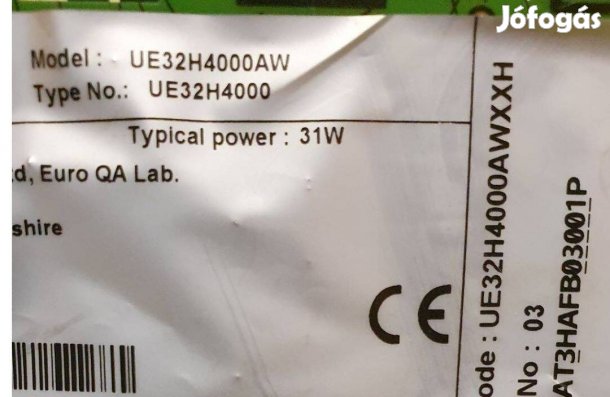 Jófogás
Model : UE32H4000AW
Type No.: UE32H4000
Typical power : 31W
d, Euro QA Lab.
shire
CE
ode : UE32H4000AWXXH
No : 03
AT3HAFB03001P